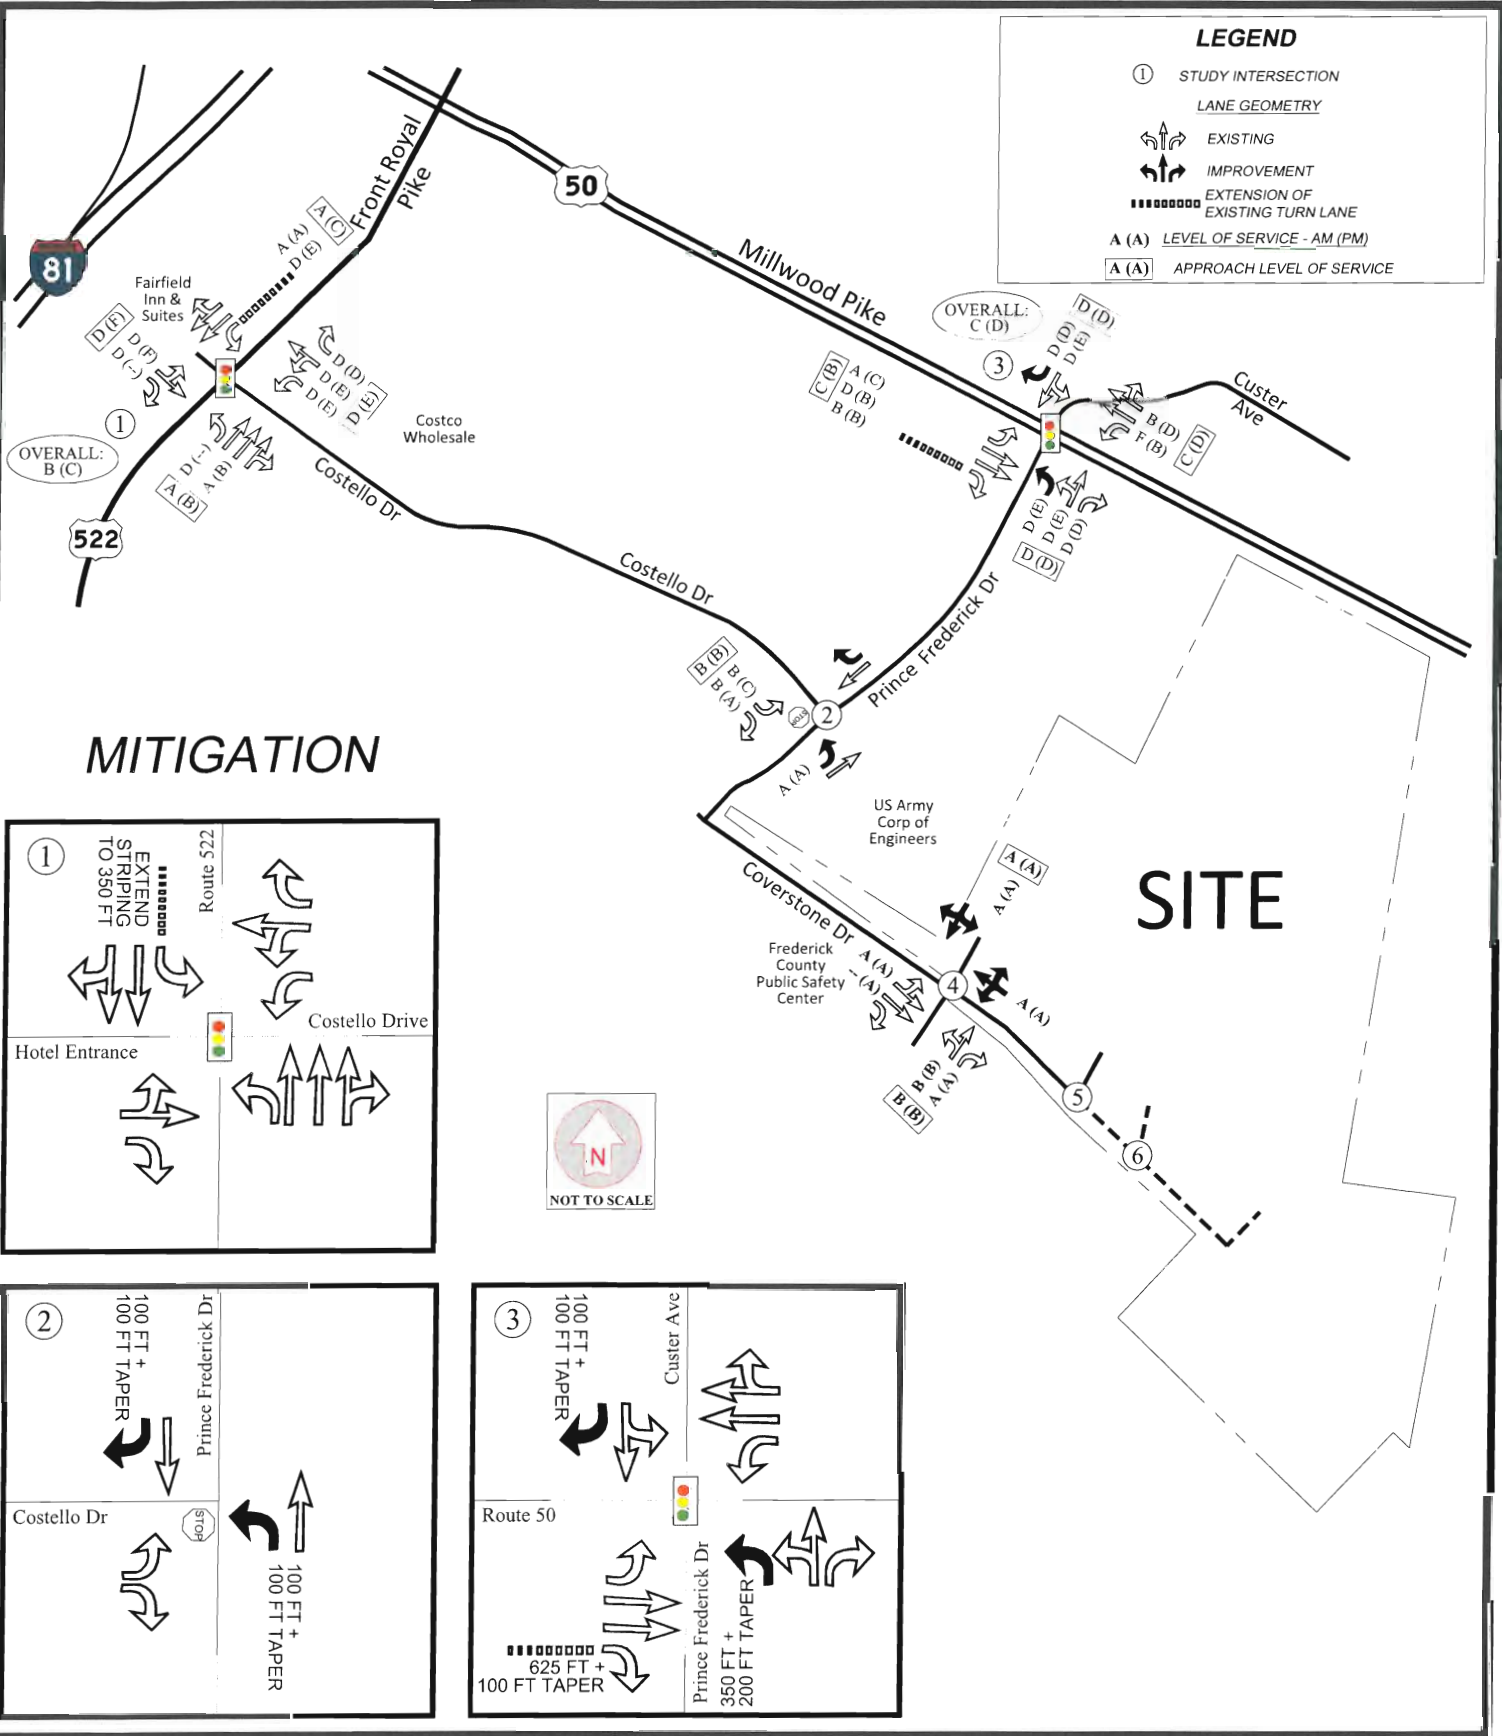 LEGEND
1 STUDY INTERSECTION
LANE GEOMETRY
EXISTING
IMPROVEMENT
EXTENSION OF
EXISTING TURN LANE
A (A) LEVEL OF SERVICE - AM (PM)
A (A) APPROACH LEVEL OF SERVICE
81
Front Royal
Pike
50
Millwood Pike
A (C)
A (A)
D (E)
Fairfield
Inn &
Suites
D (F)
D (F)
D (--)
D (D)
D (E)
D (E)
D (E)
1
OVERALL:
B (C)
D (--)
A (B)
A (B)
522
Costco
Wholesale
Costello Dr
Costello Dr
OVERALL:
C (D)
3
D (D)
D (D)
D (E)
C (B)
A (C)
D (B)
B (B)
Custer
Ave
B (D)
F (B)
C (D)
D (E)
D (E)
D (D)
D (D)
Prince Frederick Dr
B (B)
B (C)
B (A)
STOP
2
A (A)
US Army
Corp of
Engineers
SITE
Coverstone Dr
Frederick
County
Public Safety
Center
A (A)
A (A)
A (A)
-- (A)
4
A (A)
B (B)
A (A)
B (B)
5
6
MITIGATION
1
EXTEND
STRIPING
TO 350 FT
Route 522
Costello Drive
Hotel Entrance
N
NOT TO SCALE
2
100 FT +
100 FT TAPER
Prince Frederick Dr
Costello Dr
STOP
100 FT +
100 FT TAPER
3
100 FT +
100 FT TAPER
Custer Ave
Route 50
Prince Frederick Dr
350 FT +
200 FT TAPER
625 FT +
100 FT TAPER